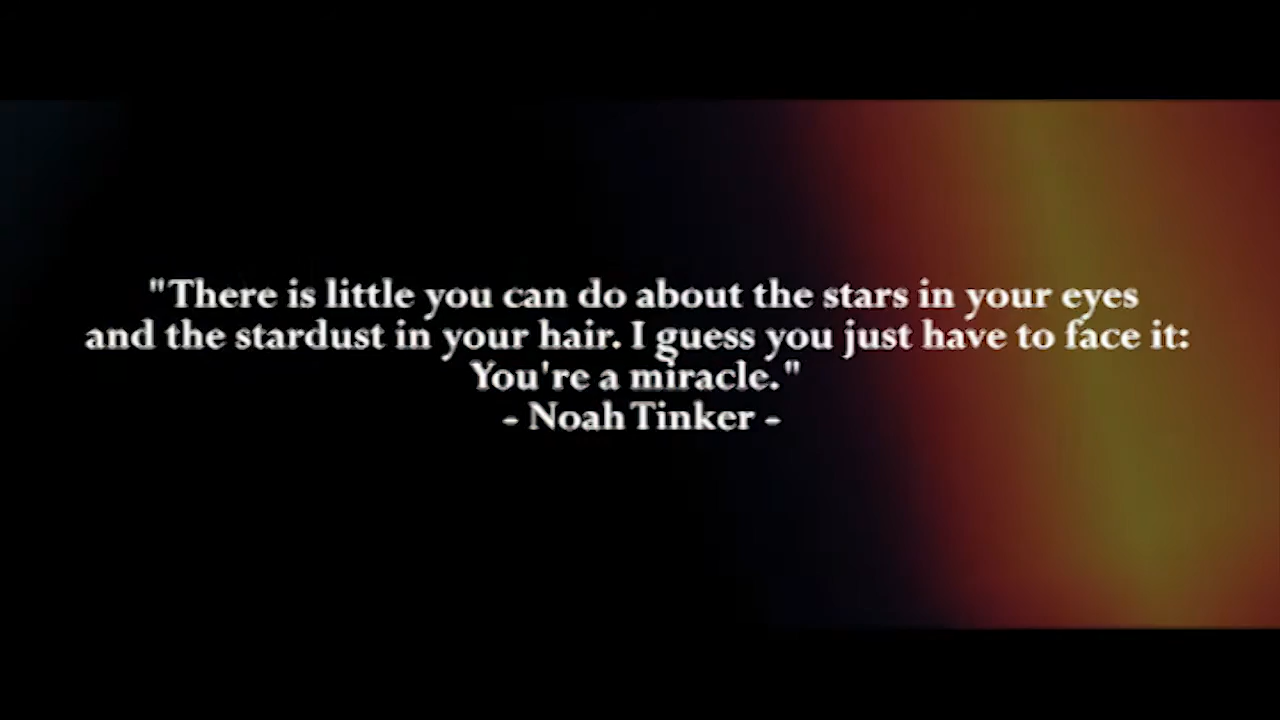 "There is little you can do about the stars in your eyes
and the stardust in your hair. I guess you just have to face it:
You're a miracle."
- Noah Tinker -